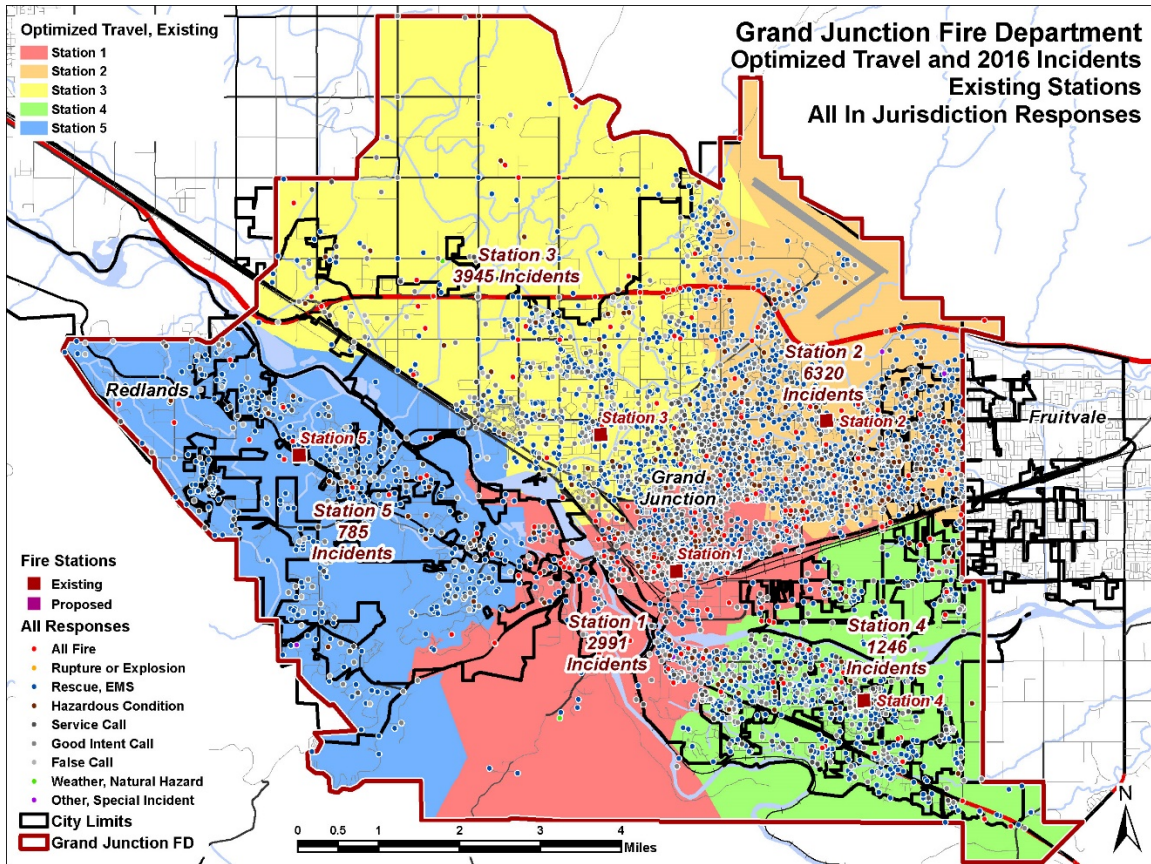 Grand Junction Fire Department
Optimized Travel and 2016 Incidents
Existing Stations
All In Jurisdiction Responses
Optimized Travel, Existing
Station 1
Station 2
Station 3
Station 4
Station 5
Station 3
3945 Incidents
Station 2
6320
Incidents
Redlands
Fruitvale
Station 3
Station 2
Station 5
Grand
Junction
Station 5
785
Incidents
Station 1
Station 1
2991
Incidents
Station 4
1246
Incidents
Station 4
Fire Stations
Existing
Proposed
All Responses
All Fire
Rupture or Explosion
Rescue, EMS
Hazardous Condition
Service Call
Good Intent Call
False Call
Weather, Natural Hazard
Other, Special Incident
City Limits
Grand Junction FD
0 0.5 1 2 3 4
Miles
N